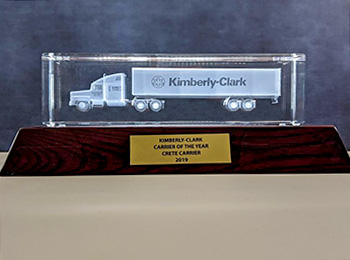 Kimberly-Clark
KIMBERLY-CLARK
CARRIER OF THE YEAR
CRETE CARRIER
2019